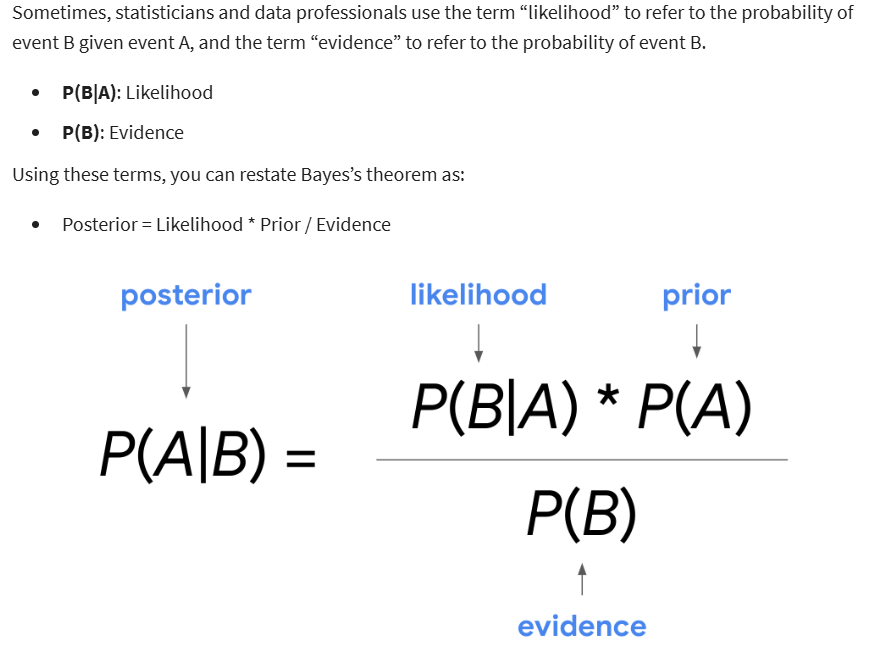 Sometimes, statisticians and data professionals use the term “likelihood” to refer to the probability of
event B given event A, and the term “evidence” to refer to the probability of event B.
• P(B|A): Likelihood
• P(B): Evidence
Using these terms, you can restate Bayes’s theorem as:
• Posterior = Likelihood * Prior / Evidence
posterior likelihood prior
P(B|A) * P(A)
P(A|B) =
P(B)
evidence